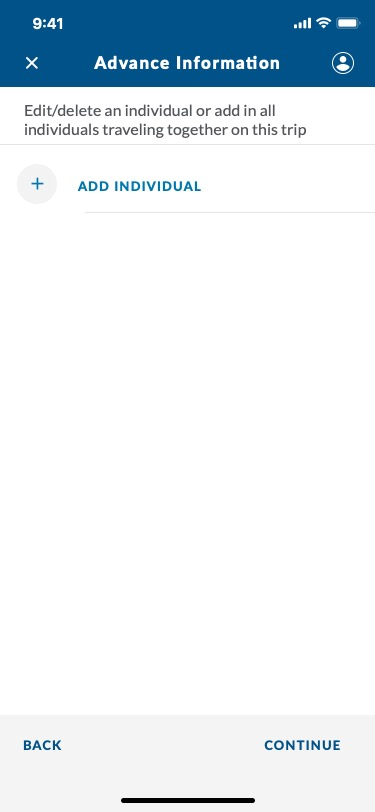 9:41
Advance Information
Edit/delete an individual or add in all
individuals traveling together on this trip
ADD INDIVIDUAL
BACK
CONTINUE